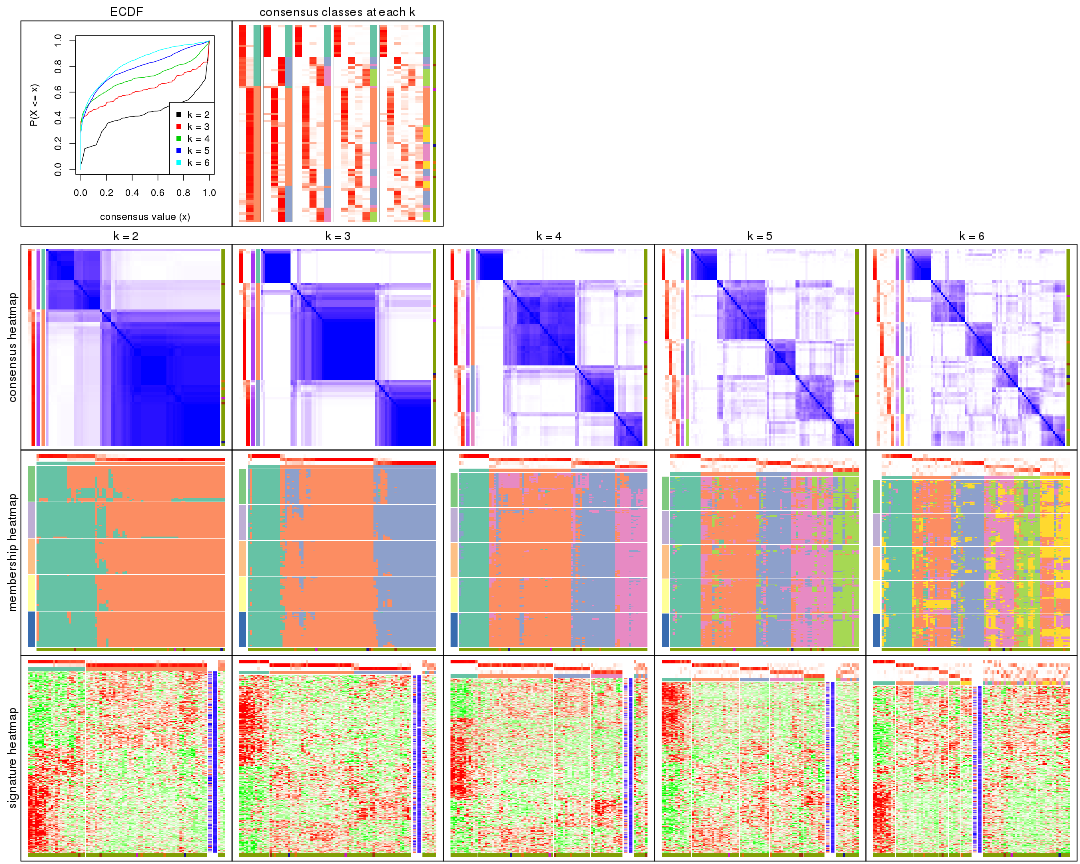 ECDF
consensus classes at each k
P(X <= x)
0.0
0.2
0.4
0.6
0.8
1.0
k = 2
k = 3
k = 4
k = 5
k = 6
0.0 0.2 0.4 0.6 0.8 1.0
consensus value (x)
k = 2
k = 3
k = 4
k = 5
k = 6
consensus heatmap
membership heatmap
signature heatmap